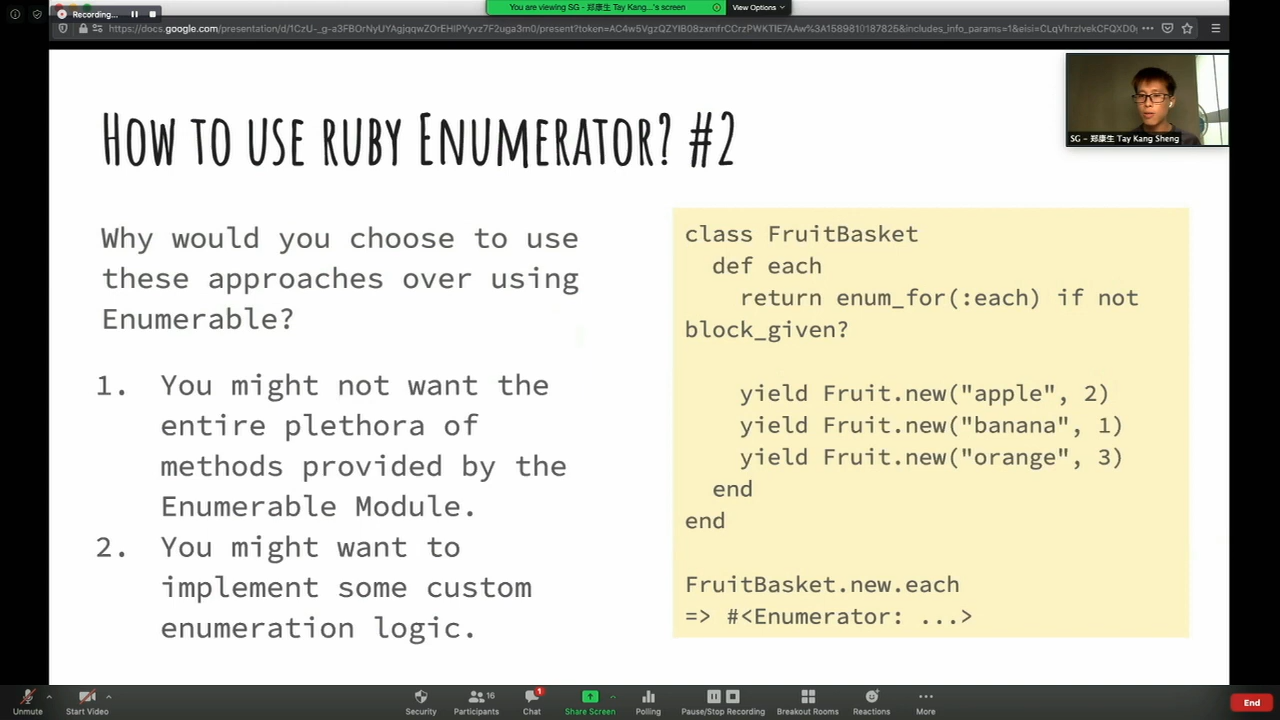 Recording...
You are viewing SG - 郑康生 Tay Kang...'s screen
View Options
SG - 郑康生 Tay Kang Sheng
How to use ruby Enumerator? #2
Why would you choose to use
these approaches over using
Enumerable?
1. You might not want the
entire plethora of
methods provided by the
Enumerable Module.
2. You might want to
implement some custom
enumeration logic.
class FruitBasket
def each
return enum_for(:each) if not
block_given?
yield Fruit.new("apple", 2)
yield Fruit.new("banana", 1)
yield Fruit.new("orange", 3)
end
end
FruitBasket.new.each
=> #<Enumerator: ...>
Unmute
Start Video
Security
Participants
16
Chat
1
Share Screen
Polling
Pause/Stop Recording
Breakout Rooms
Reactions
More
End